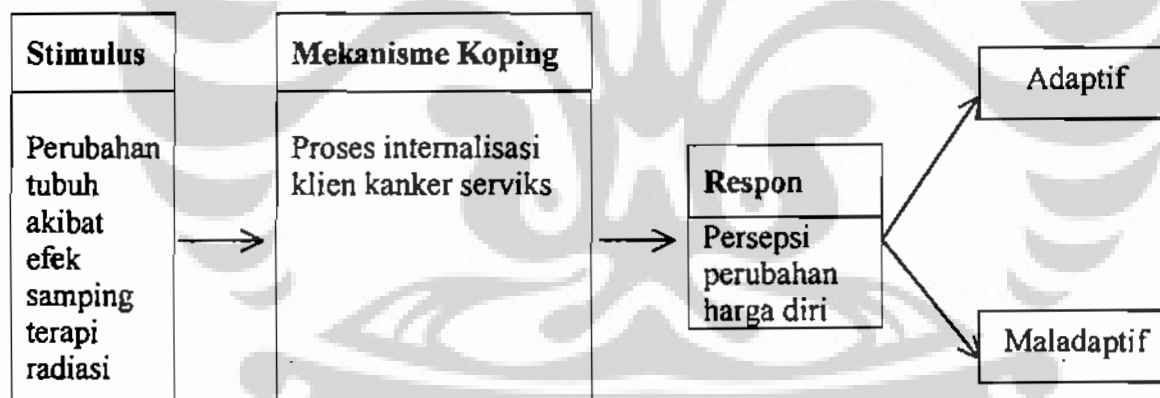 Stimulus
Perubahan
tubuh
akibat
efek
samping
terapi
radiasi
Mekanisme Koping
Proses internalisasi
klien kanker serviks
Respon
Persepsi
perubahan
harga diri
Adaptif
Maladaptif